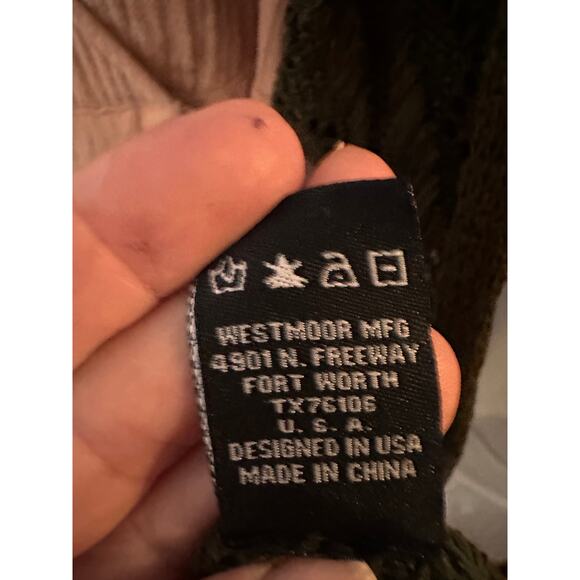 WESTMOOR MFG
4901 N. FREEWAY
FORT WORTH
TX76106
U. S. A.
DESIGNED IN USA
MADE IN CHINA